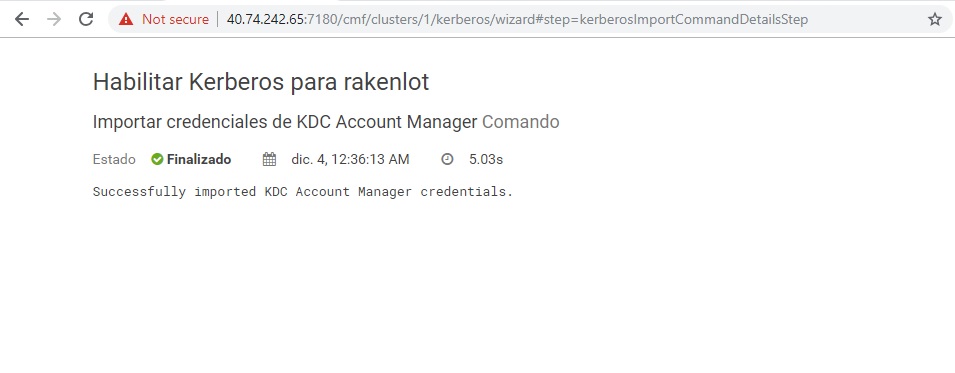 Not secure | 40.74.242.65:7180/cmf/clusters/1/kerberos/wizard#step=kerberosImportCommandDetailsStep
Habilitar Kerberos para rakenlot
Importar credenciales de KDC Account Manager Comando
Estado Finalizado dic. 4, 12:36:13 AM 5.03s
Successfully imported KDC Account Manager credentials.